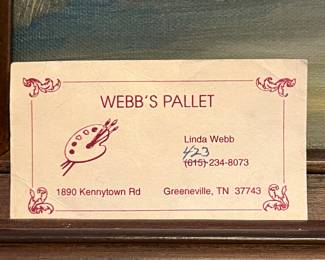 WEBB'S PALLET
Linda Webb
423
(615) 234-8073
1890 Kennytown Rd Greeneville, TN 37743